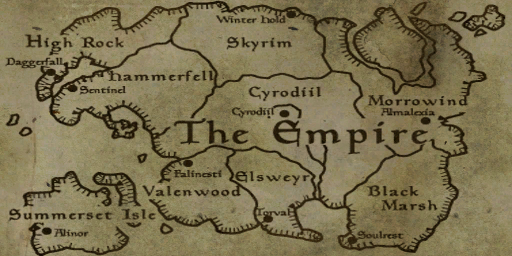 Winter hold
High Rock
Skyrim
Daggerfall
Hammerfell
Sentinel
Cyrodiil
Morrowind
Cyrodiil
Almalexia
The Empire
Falinesti
Valenwood
Elsweyr
Black
Marsh
Summerset Isle
Torval
Alinor
Soulrest